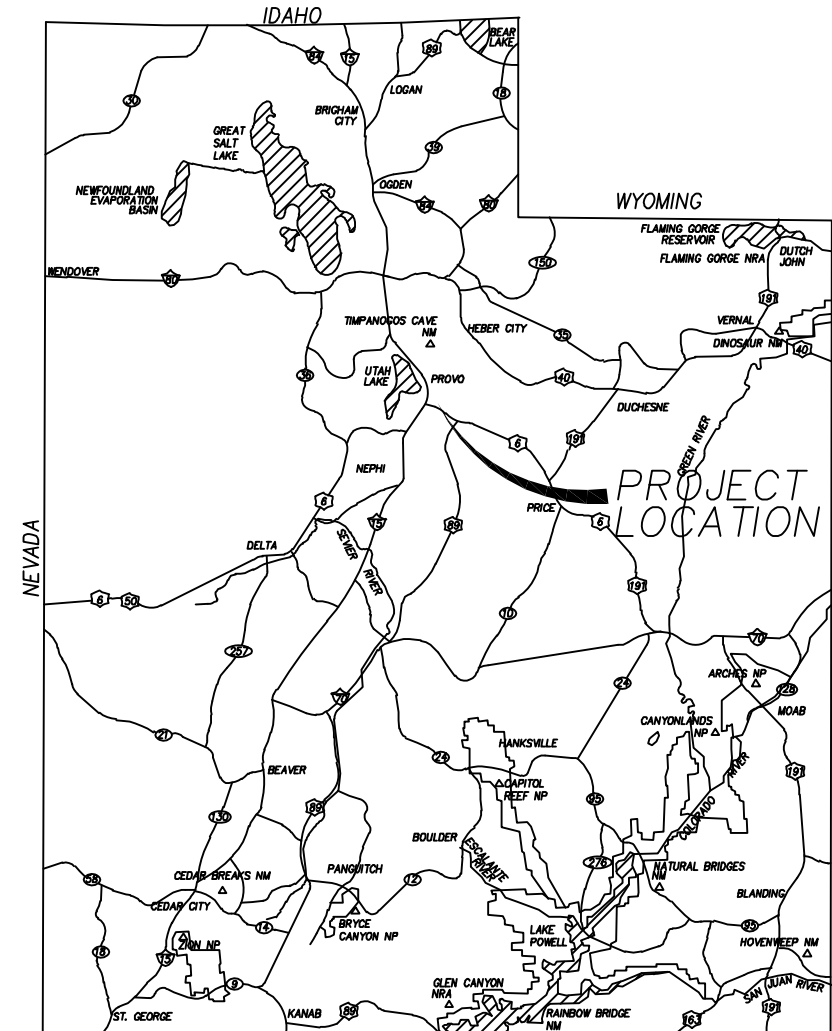 IDAHO
BEAR
LAKE
84
15
89
LOGAN
18
30
BRIGHAM
CITY
GREAT
SALT
LAKE
39
OGDEN
NEWFOUNDLAND
EVAPORATION
BASIN
84
80
WYOMING
FLAMING GORGE
RESERVOIR
DUTCH
JOHN
FLAMING GORGE NRA
150
WENDOVER
80
191
TIMPANOGOS CAVE
NM
HEBER CITY
35
VERNAL
DINOSAUR NM
40
36
UTAH
LAKE
PROVO
40
DUCHESNE
GREEN RIVER
6
191
NEPHI
PROJECT
LOCATION
6
15
89
PRICE
6
NEVADA
DELTA
SEVIER
RIVER
6
50
191
10
257
70
ARCHES NP
24
128
70
MOAB
CANYONLANDS
NP
21
HANKSVILLE
24
BEAVER
CAPITOL
REEF NP
RIVER
191
COLORADO
89
95
130
BOULDER
ESCALANTE
RIVER
276
NATURAL BRIDGES
NM
58
CEDAR BREAKS NM
PANGUITCH
12
BLANDING
CEDAR CITY
14
BRYCE
CANYON NP
95
LAKE
POWELL
HOVENWEEP NM
18
15
ZION NP
9
GLEN CANYON
NRA
SAN JUAN RIVER
ST. GEORGE
KANAB
89
RAINBOW BRIDGE
NM
163
191